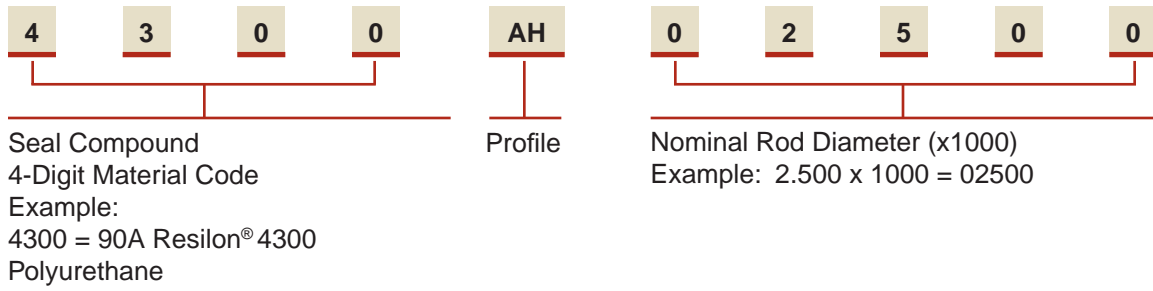 4 3 0 0 AH 0 2 5 0 0
Seal Compound
4-Digit Material Code
Example:
4300 = 90A Resilon® 4300
Polyurethane
Profile
Nominal Rod Diameter (x1000)
Example: 2.500 x 1000 = 02500